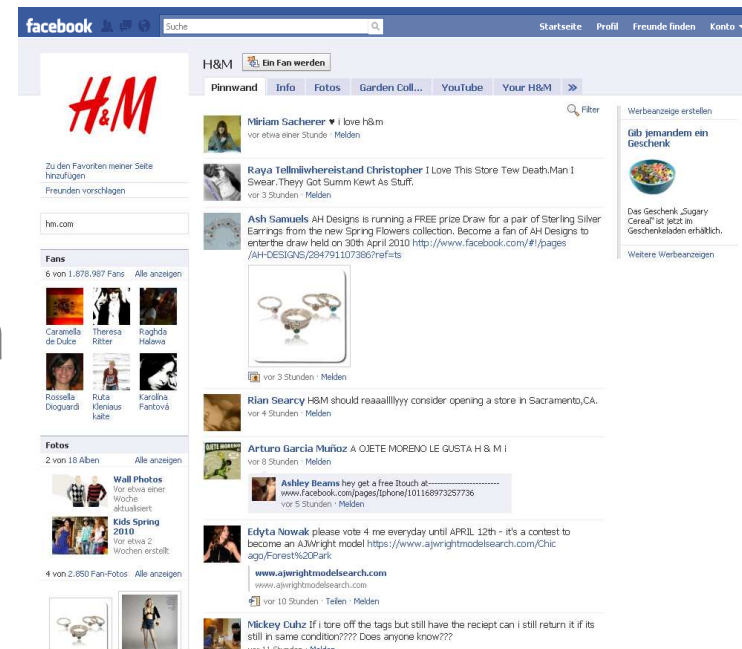 facebook
Suche
Startseite Profil Freunde finden Konto
H&M
H&M Ein Fan werden
Pinnwand Info Fotos Garden Coll... YouTube Your H&M »
Filter
Zu den Favoriten meiner Seite
hinzufügen
Freunden vorschlagen
hm.com
Fans
6 von 1.878.987 Fans Alle anzeigen
Caramella
de Dulce
Theresa
Ritter
Raghda
Halawa
Rossella
Dioguardi
Ruta
Kleniaus
kaite
Karolína
Fantová
Fotos
2 von 18 Alben Alle anzeigen
Wall Photos
Vor etwa einer
Woche
aktualisiert
Kids Spring
2010
Vor etwa 2
Wochen erstellt
4 von 2.850 Fan-Fotos Alle anzeigen
Miriam Sacherer ♥ i love h&m
vor etwa einer Stunde · Melden
Raya Tellmiiwhereistand Christopher I Love This Store Tew Death.Man I
Swear.Theyy Got Summ Kewt As Stuff.
vor 3 Stunden · Melden
Ash Samuels AH Designs is running a FREE prize Draw for a pair of Sterling Silver
Earrings from the new Spring Flowers collection. Become a fan of AH Designs to
enterthe draw held on 30th April 2010 http://www.facebook.com/#!/pages
/AH-DESIGNS/284791107386?ref=ts
vor 3 Stunden · Melden
Rian Searcy H&M should reaaallllyyy consider opening a store in Sacramento,CA.
vor 4 Stunden · Melden
Arturo Garcia Muñoz A OJETE MORENO LE GUSTA H & M i
vor 8 Stunden · Melden
Ashley Beams hey get a free Itouch at------------------------
www.facebook.com/pages/Iphone/101168973257736
vor 5 Stunden · Melden
Edyta Nowak please vote 4 me everyday until APRIL 12th - it's a contest to
become an AJWright model https://www.ajwrightmodelsearch.com/Chic
ago/Forest%20Park
www.ajwrightmodelsearch.com
www.ajwrightmodelsearch.com
vor 10 Stunden · Teilen · Melden
Mickey Cuhz If i tore off the tags but still have the reciept can i still return it if its
still in same condition???? Does anyone know???
vor 11 Stunden · Melden
Werbeanzeige erstellen
Gib jemandem ein
Geschenk
Das Geschenk „Sugary
Cereal“ ist jetzt im
Geschenkeladen erhältlich.
Weitere Werbeanzeigen